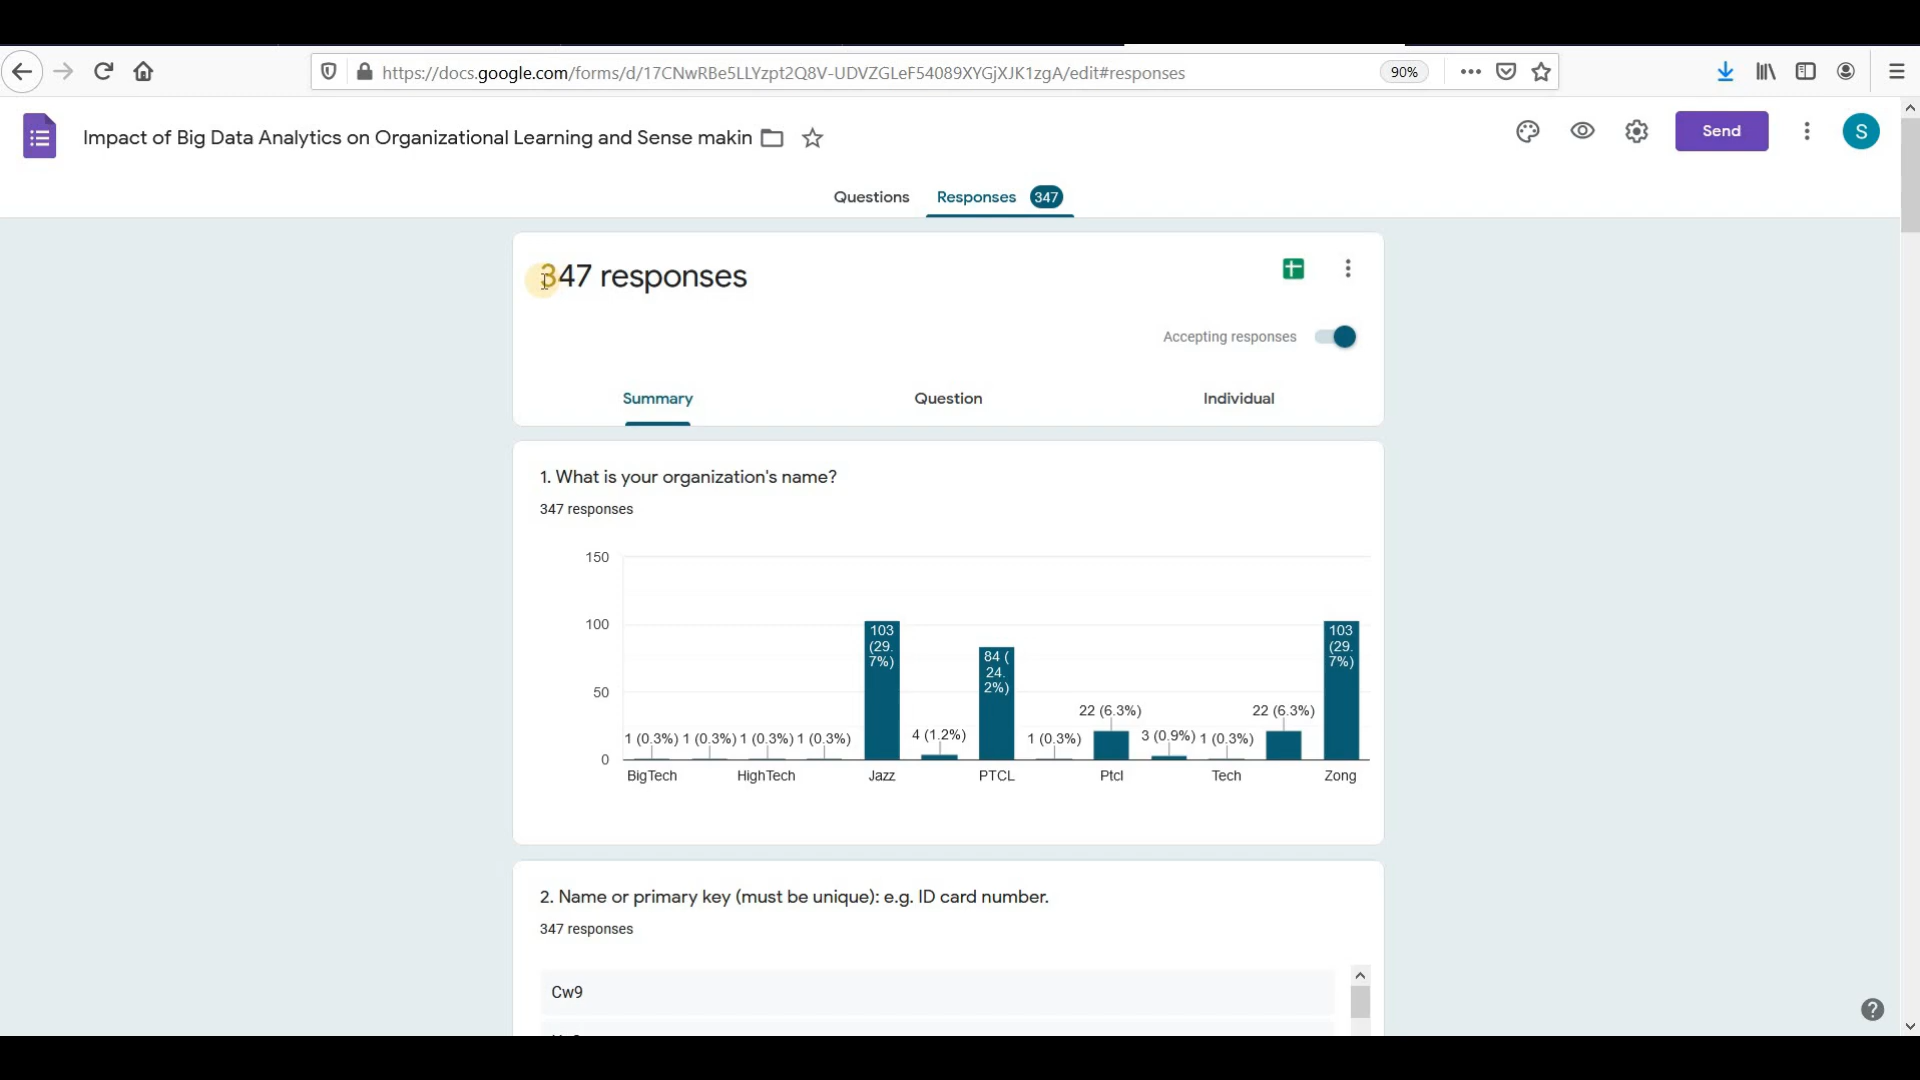 https://docs.google.com/forms/d/17CNwRBe5LLYzpt2Q8V-UDVZGLeF54089XYGjXJK1zgA/edit#responses
90%
Impact of Big Data Analytics on Organizational Learning and Sense makin
Send
S
Questions
Responses 347
347 responses
Accepting responses
Summary
Question
Individual
1. What is your organization's name?
347 responses
150
100
50
0
1 (0.3%) 1 (0.3%) 1 (0.3%) 1 (0.3%)
103
(29.
7%)
4 (1.2%)
84 (
24.
2%)
1 (0.3%)
22 (6.3%)
3 (0.9%)
1 (0.3%)
22 (6.3%)
103
(29.
7%)
BigTech HighTech Jazz PTCL Ptcl Tech Zong
2. Name or primary key (must be unique): e.g. ID card number.
347 responses
Cw9